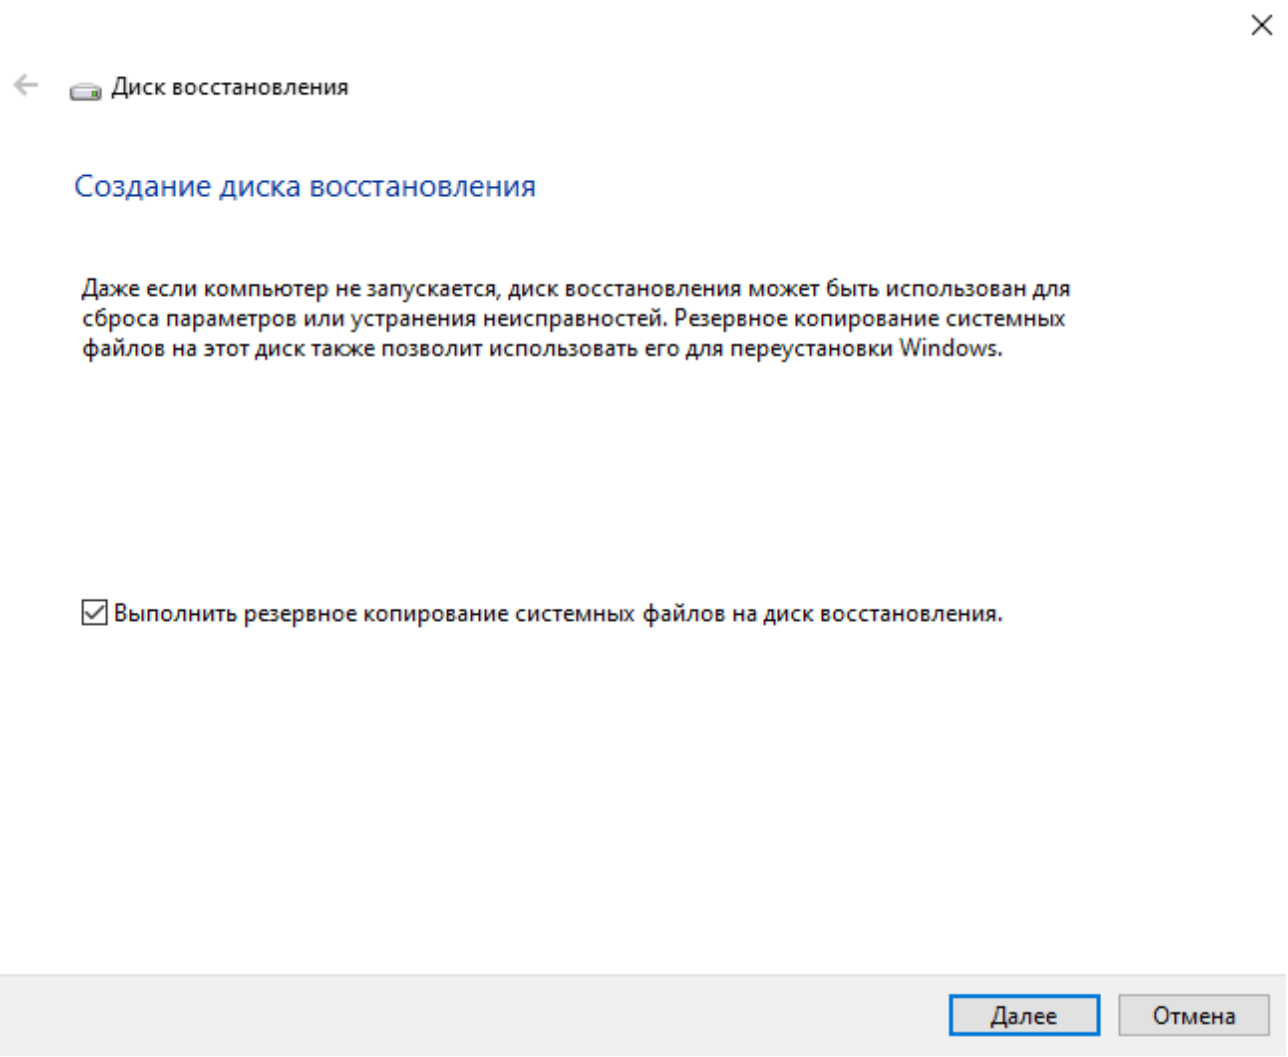 Диск восстановления
Создание диска восстановления
Даже если компьютер не запускается, диск восстановления может быть использован для
сброса параметров или устранения неисправностей. Резервное копирование системных
файлов на этот диск также позволит использовать его для переустановки Windows.
Выполнить резервное копирование системных файлов на диск восстановления.
Далее
Отмена